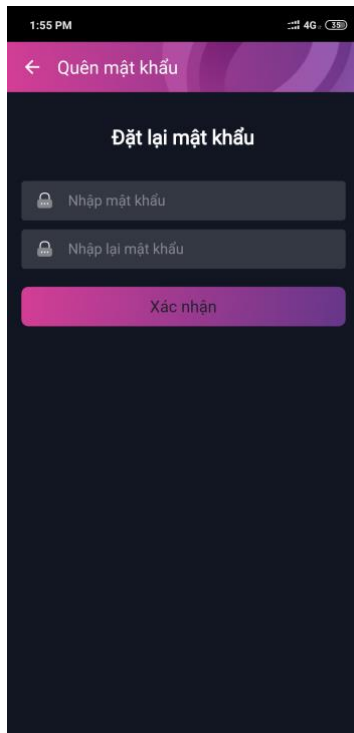 1:55 PM 4G 35
Quên mật khẩu
Đặt lại mật khẩu
Nhập mật khẩu
Nhập lại mật khẩu
Xác nhận